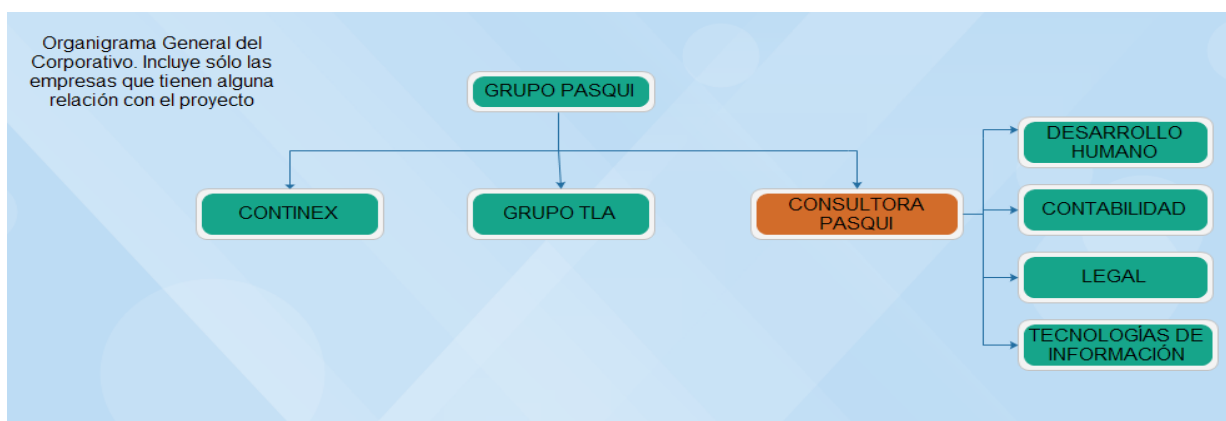 Organigrama General del
Corporativo. Incluye sólo las
empresas que tienen alguna
relación con el proyecto
GRUPO PASQUI
CONTINEX
GRUPO TLA
CONSULTORA
PASQUI
DESARROLLO
HUMANO
CONTABILIDAD
LEGAL
TECNOLOGÍAS DE
INFORMACIÓN